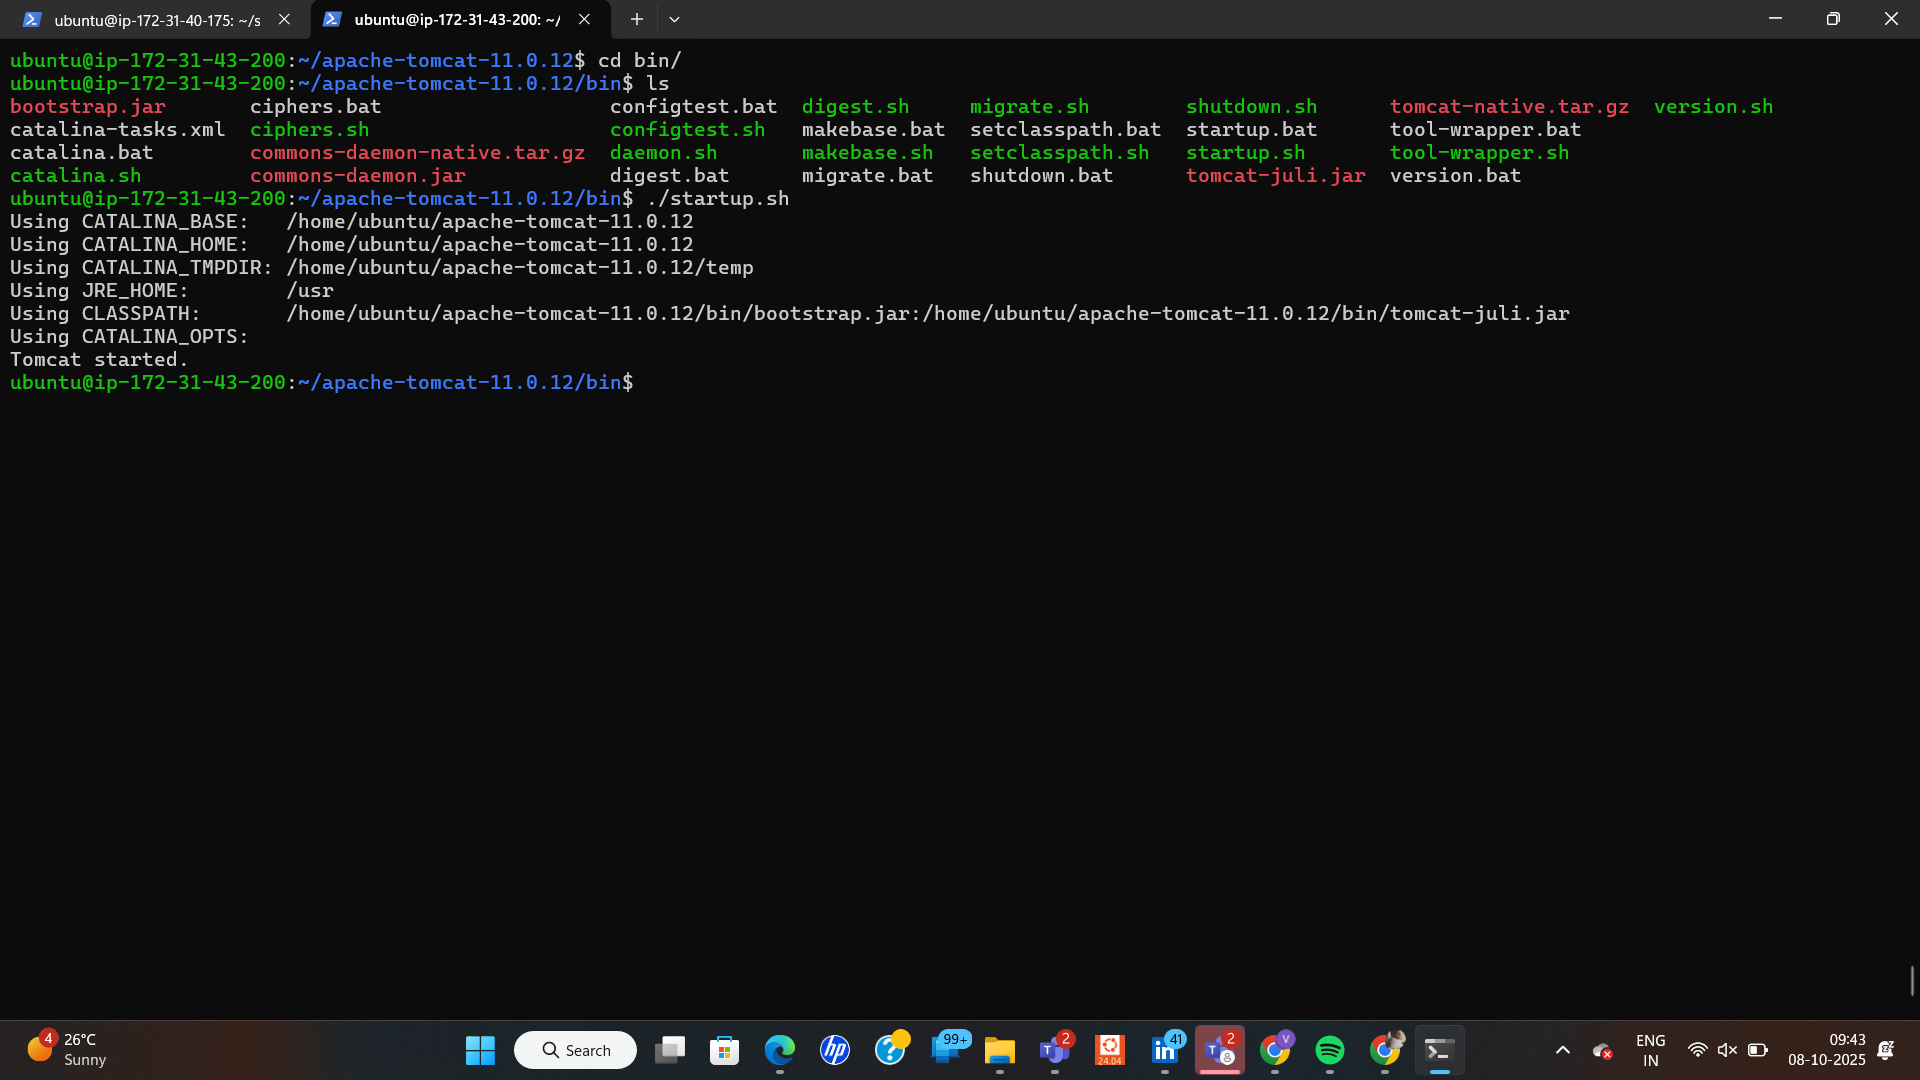 ubuntu@ip-172-31-40-175: ~/s
ubuntu@ip-172-31-43-200: ~/
ubuntu@ip-172-31-43-200:~/apache-tomcat-11.0.12$ cd bin/
ubuntu@ip-172-31-43-200:~/apache-tomcat-11.0.12/bin$ ls
bootstrap.jar ciphers.bat configtest.bat digest.sh migrate.sh shutdown.sh tomcat-native.tar.gz version.sh
catalina-tasks.xml ciphers.sh configtest.sh makebase.bat setclasspath.bat startup.bat tool-wrapper.bat
catalina.bat commons-daemon-native.tar.gz daemon.sh makebase.sh setclasspath.sh startup.sh tool-wrapper.sh
catalina.sh commons-daemon.jar digest.bat migrate.bat shutdown.bat tomcat-juli.jar version.bat
ubuntu@ip-172-31-43-200:~/apache-tomcat-11.0.12/bin$ ./startup.sh
Using CATALINA_BASE: /home/ubuntu/apache-tomcat-11.0.12
Using CATALINA_HOME: /home/ubuntu/apache-tomcat-11.0.12
Using CATALINA_TMPDIR: /home/ubuntu/apache-tomcat-11.0.12/temp
Using JRE_HOME: /usr
Using CLASSPATH: /home/ubuntu/apache-tomcat-11.0.12/bin/bootstrap.jar:/home/ubuntu/apache-tomcat-11.0.12/bin/tomcat-juli.jar
Using CATALINA_OPTS:
Tomcat started.
ubuntu@ip-172-31-43-200:~/apache-tomcat-11.0.12/bin$
4
26°C
Sunny
Search
hp
?
99+
T 2
24.04
in 41
T 2
V
ENG
IN
09:43
08-10-2025